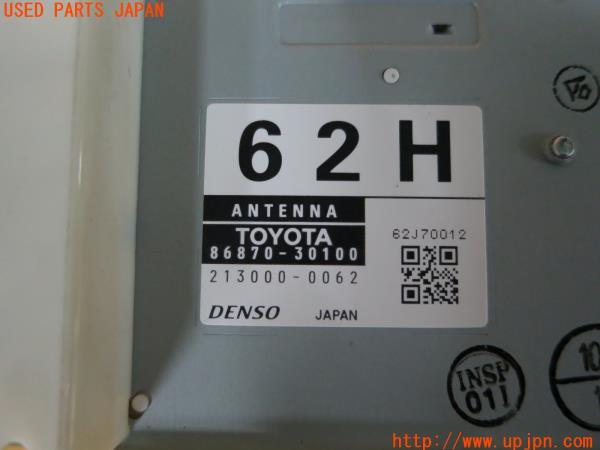 USED PARTS JAPAN
62H
ANTENNA
TOYOTA
86870-30100
62J70012
213000-0062
DENSO JAPAN
INSP
011
10
http://www.upjpn.com